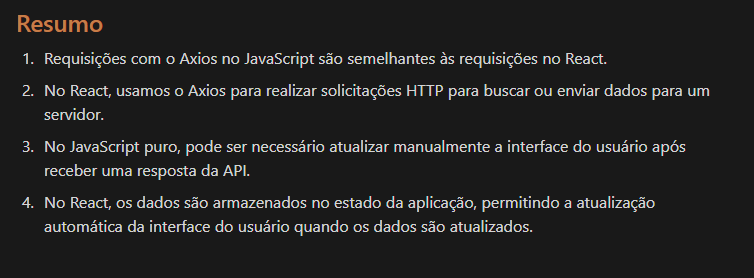 Resumo
1. Requisições com o Axios no JavaScript são semelhantes às requisições no React.
2. No React, usamos o Axios para realizar solicitações HTTP para buscar ou enviar dados para um
servidor.
3. No JavaScript puro, pode ser necessário atualizar manualmente a interface do usuário após
receber uma resposta da API.
4. No React, os dados são armazenados no estado da aplicação, permitindo a atualização
automática da interface do usuário quando os dados são atualizados.